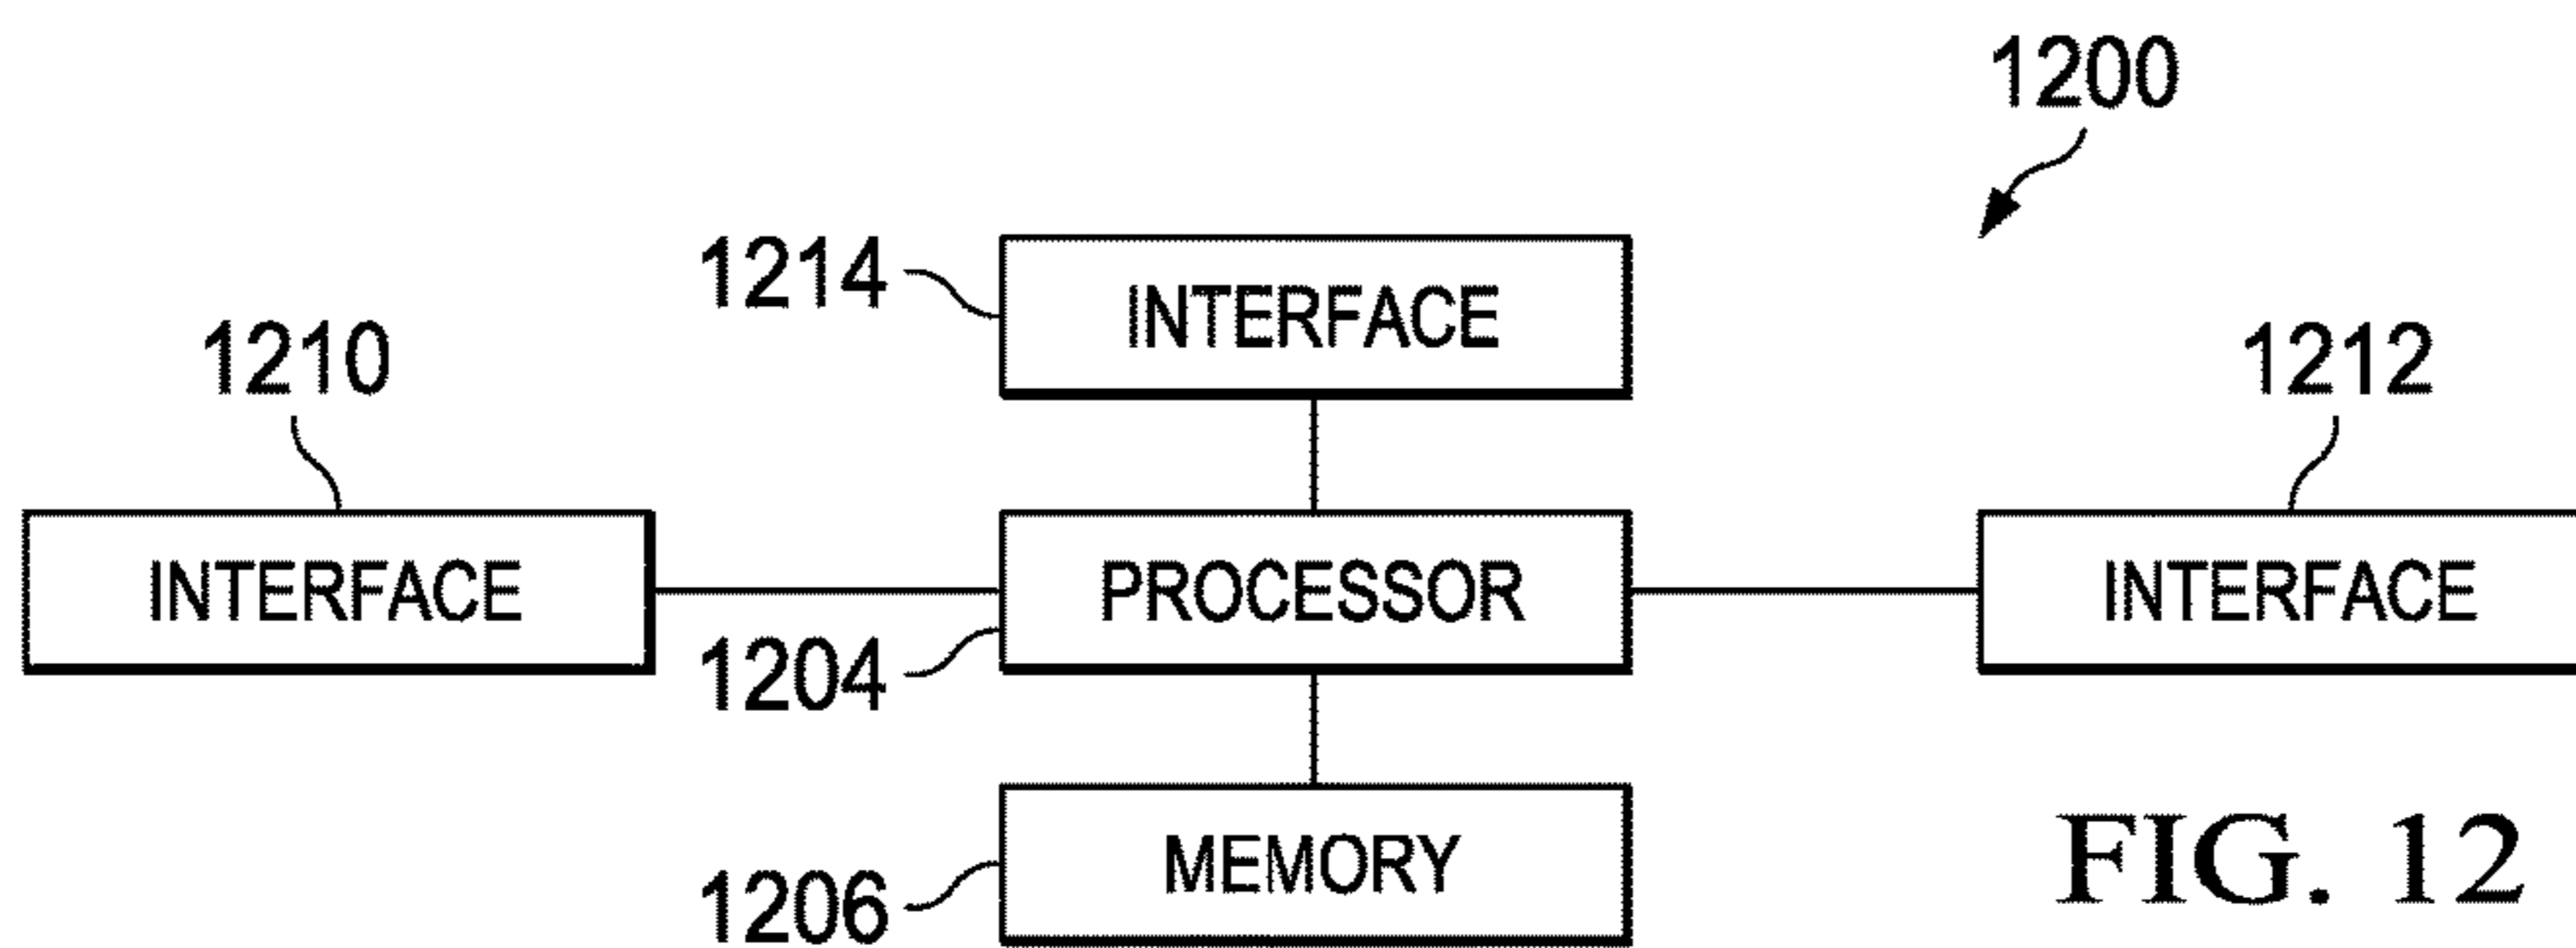 1200
1214
INTERFACE
1210
1212
INTERFACE
PROCESSOR
INTERFACE
1204
MEMORY
1206
FIG. 12